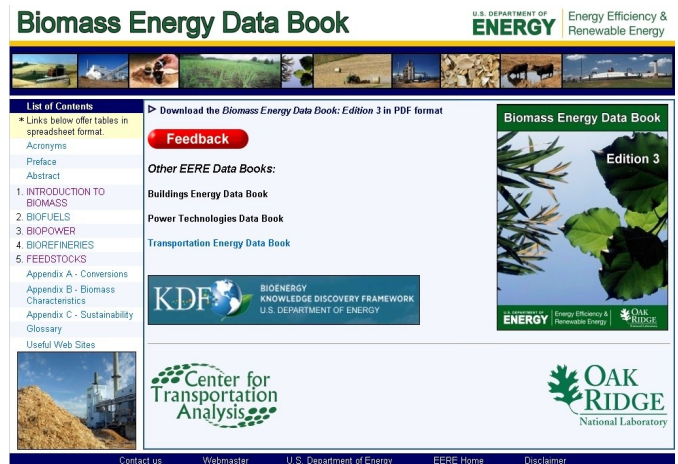 Biomass Energy Data Book
U.S. DEPARTMENT OF
ENERGY
Energy Efficiency &
Renewable Energy
List of Contents
* Links below offer tables in
spreadsheet format.
Acronyms
Preface
Abstract
1. INTRODUCTION TO
BIOMASS
2. BIOFUELS
3. BIOPOWER
4. BIOREFINERIES
5. FEEDSTOCKS
Appendix A - Conversions
Appendix B - Biomass
Characteristics
Appendix C - Sustainability
Glossary
Useful Web Sites
Download the Biomass Energy Data Book: Edition 3 in PDF format
Feedback
Other EERE Data Books:
Buildings Energy Data Book
Power Technologies Data Book
Transportation Energy Data Book
KDF
BIOENERGY
KNOWLEDGE DISCOVERY FRAMEWORK
U.S. DEPARTMENT OF ENERGY
Biomass Energy Data Book
Edition 3
U.S. DEPARTMENT OF
ENERGY
Energy Efficiency &
Renewable Energy
OAK
RIDGE
National Laboratory
Center for
Transportation
Analysis
OAK
RIDGE
National Laboratory
Contact us
Webmaster
U.S. Department of Energy
EERE Home
Disclaimer